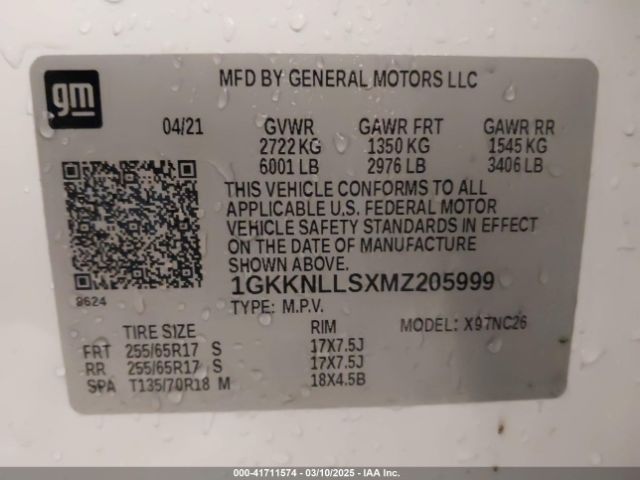 gm
MFD BY GENERAL MOTORS LLC
04/21 GVWR GAWR FRT GAWR RR
2722 KG 1350 KG 1545 KG
6001 LB 2976 LB 3406 LB
THIS VEHICLE CONFORMS TO ALL
APPLICABLE U.S. FEDERAL MOTOR
VEHICLE SAFETY STANDARDS IN EFFECT
ON THE DATE OF MANUFACTURE
SHOWN ABOVE.
1GKKNLLSXMZ205999
8624
TYPE: M.P.V.
TIRE SIZE RIM MODEL: X97NC26
FRT 255/65R17 S 17X7.5J
RR 255/65R17 S 17X7.5J
SPA T135/70R18 M 18X4.5B
000-41711574 | 03/10/2025 - IAA Inc.